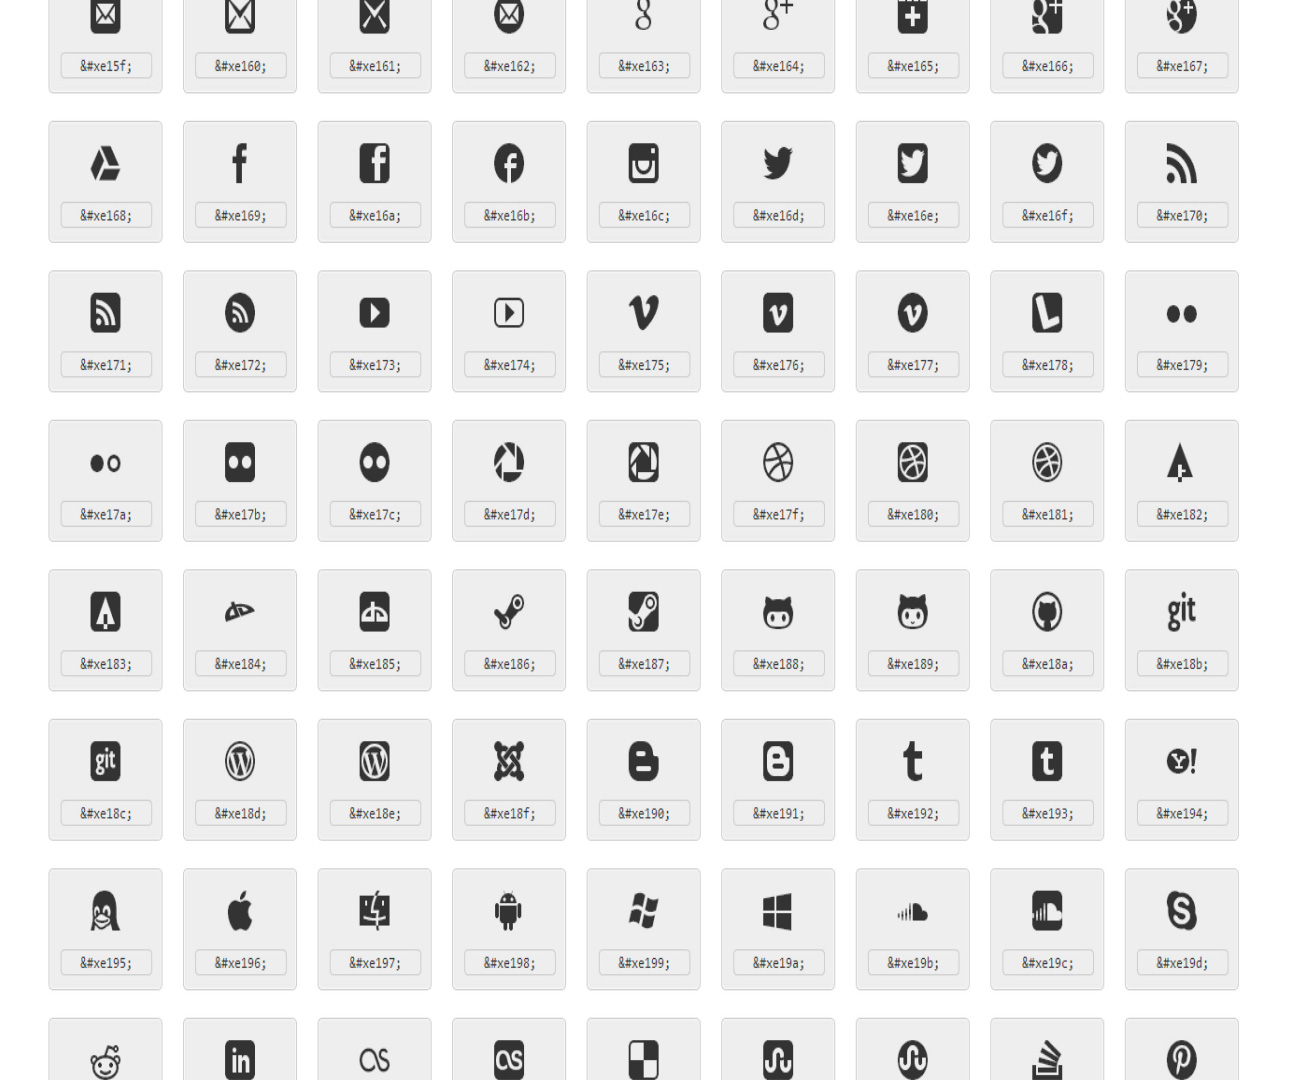 &#xe15f; &#xe160; &#xe161; &#xe162; &#xe163; &#xe164; &#xe165; &#xe166; &#xe167;
&#xe168; &#xe169; &#xe16a; &#xe16b; &#xe16c; &#xe16d; &#xe16e; &#xe16f; &#xe170;
&#xe171; &#xe172; &#xe173; &#xe174; &#xe175; &#xe176; &#xe177; &#xe178; &#xe179;
&#xe17a; &#xe17b; &#xe17c; &#xe17d; &#xe17e; &#xe17f; &#xe180; &#xe181; &#xe182;
git
&#xe183; &#xe184; &#xe185; &#xe186; &#xe187; &#xe188; &#xe189; &#xe18a; &#xe18b;
git
&#xe18c; &#xe18d; &#xe18e; &#xe18f; &#xe190; &#xe191; &#xe192; &#xe193; &#xe194;
&#xe195; &#xe196; &#xe197; &#xe198; &#xe199; &#xe19a; &#xe19b; &#xe19c; &#xe19d;
in